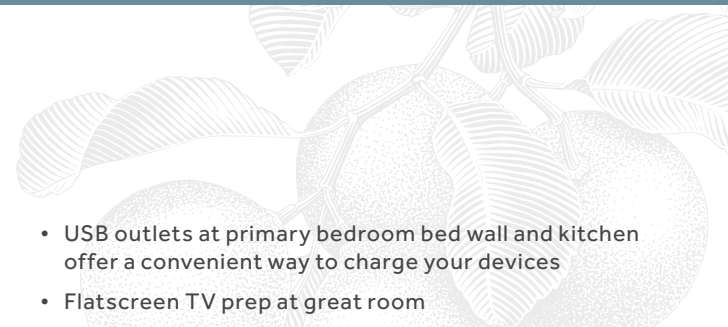 • USB outlets at primary bedroom bed wall and kitchen
offer a convenient way to charge your devices
• Flatscreen TV prep at great room